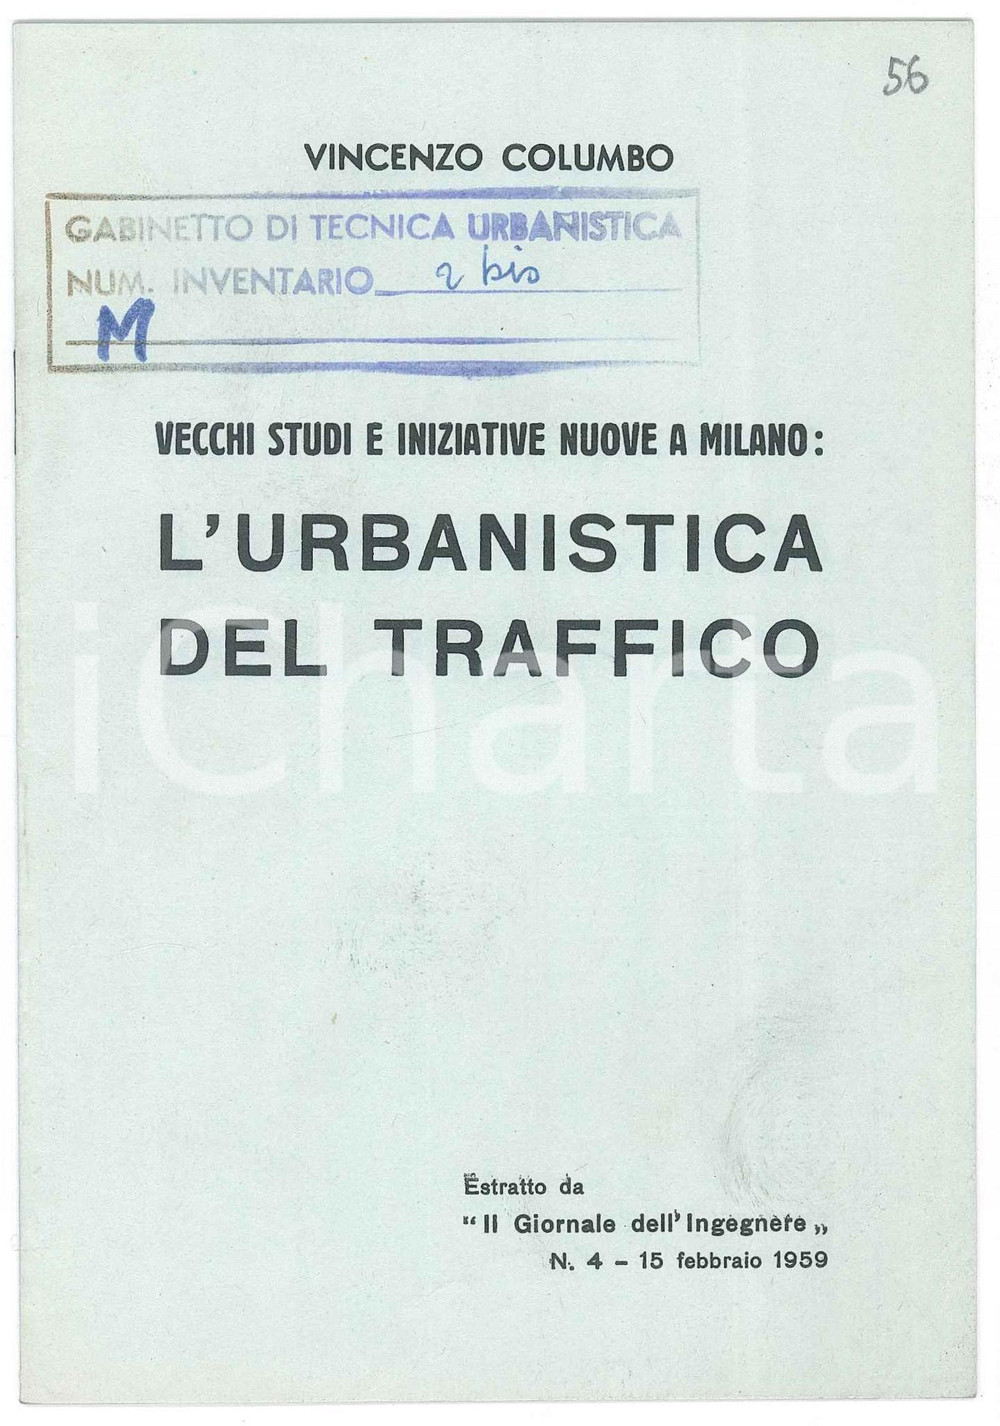 56
VINCENZO COLUMBO
GABINETTO DI TECNICA URBANISTICA
NUM. INVENTARIO 2 bis
M
VECCHI STUDI E INIZIATIVE NUOVE A MILANO:
L'URBANISTICA
DEL TRAFFICO
iCharta
Estratto da
“Il Giornale dell'Ingegnere„
N. 4 - 15 febbraio 1959